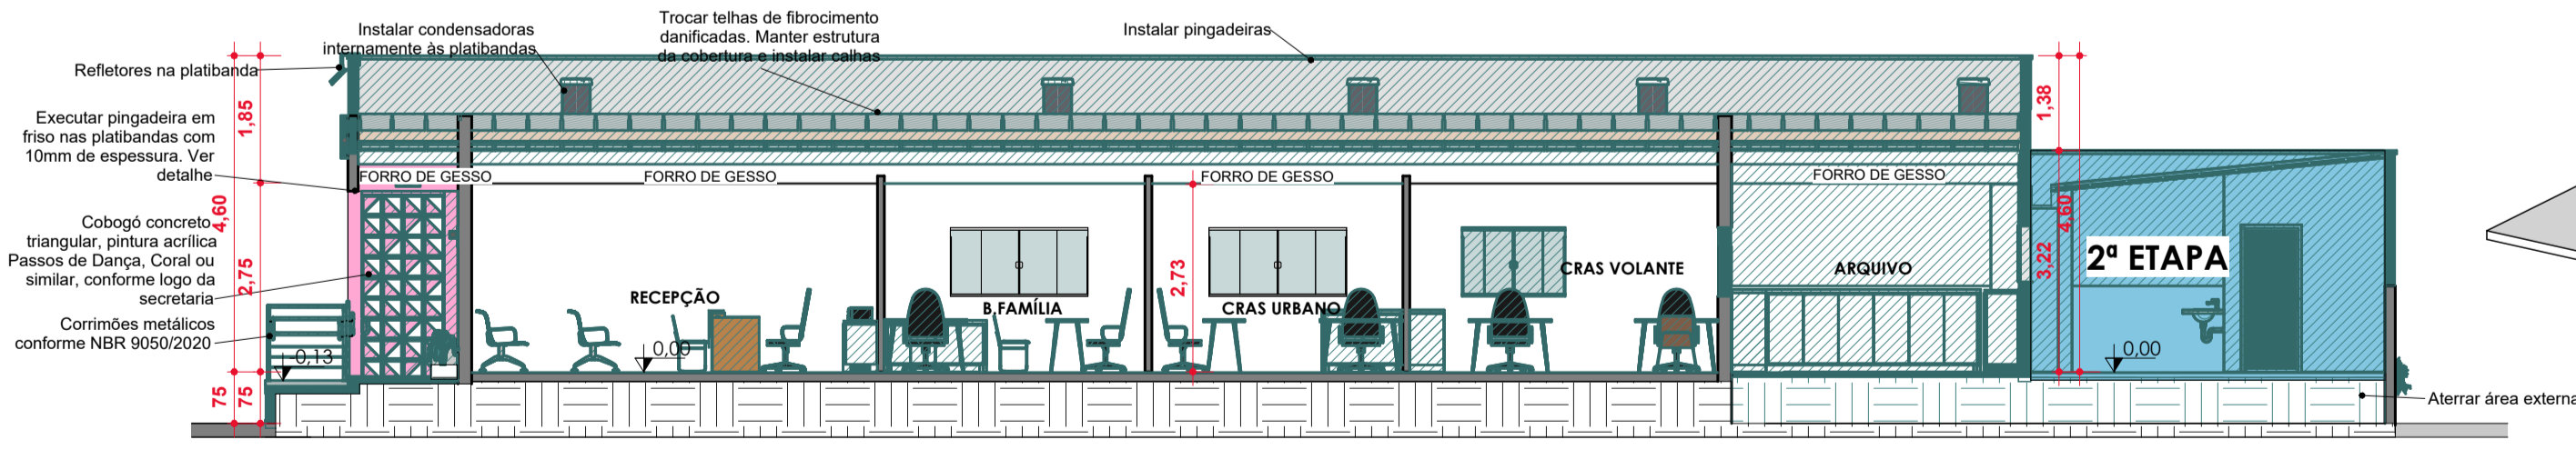 Instalar condensadoras
internamente às platibandas
Trocar telhas de fibrocimento
danificadas. Manter estrutura
da cobertura e instalar calhas
Instalar pingadeiras
Refletores na platibanda
Executar pingadeira em
friso nas platibandas com
10mm de espessura. Ver
detalhe
Cobogó concreto
triangular, pintura acrílica
Passos de Dança, Coral ou
similar, conforme logo da
secretaria
Corrimões metálicos
conforme NBR 9050/2020
1,85
4,60
2,75
75
75
-0,13
FORRO DE GESSO
FORRO DE GESSO
FORRO DE GESSO
FORRO DE GESSO
RECEPÇÃO
0,00
B.FAMÍLIA
2,73
CRAS URBANO
CRAS VOLANTE
ARQUIVO
1,38
4,60
3,22
2ª ETAPA
0,00
Aterrar área externa